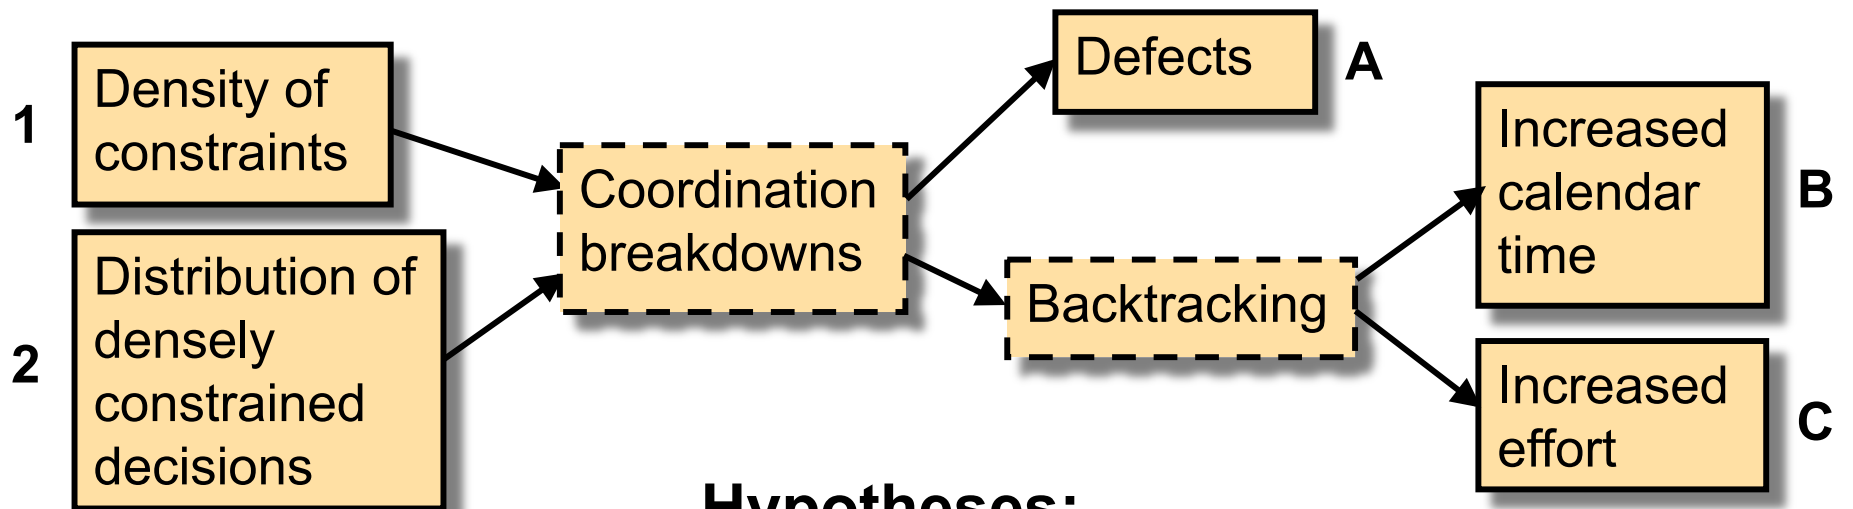 1
Density of
constraints
2
Distribution of
densely
constrained
decisions
Coordination
breakdowns
Defects
A
Backtracking
Increased
calendar
time
B
Increased
effort
C
Hypotheses: